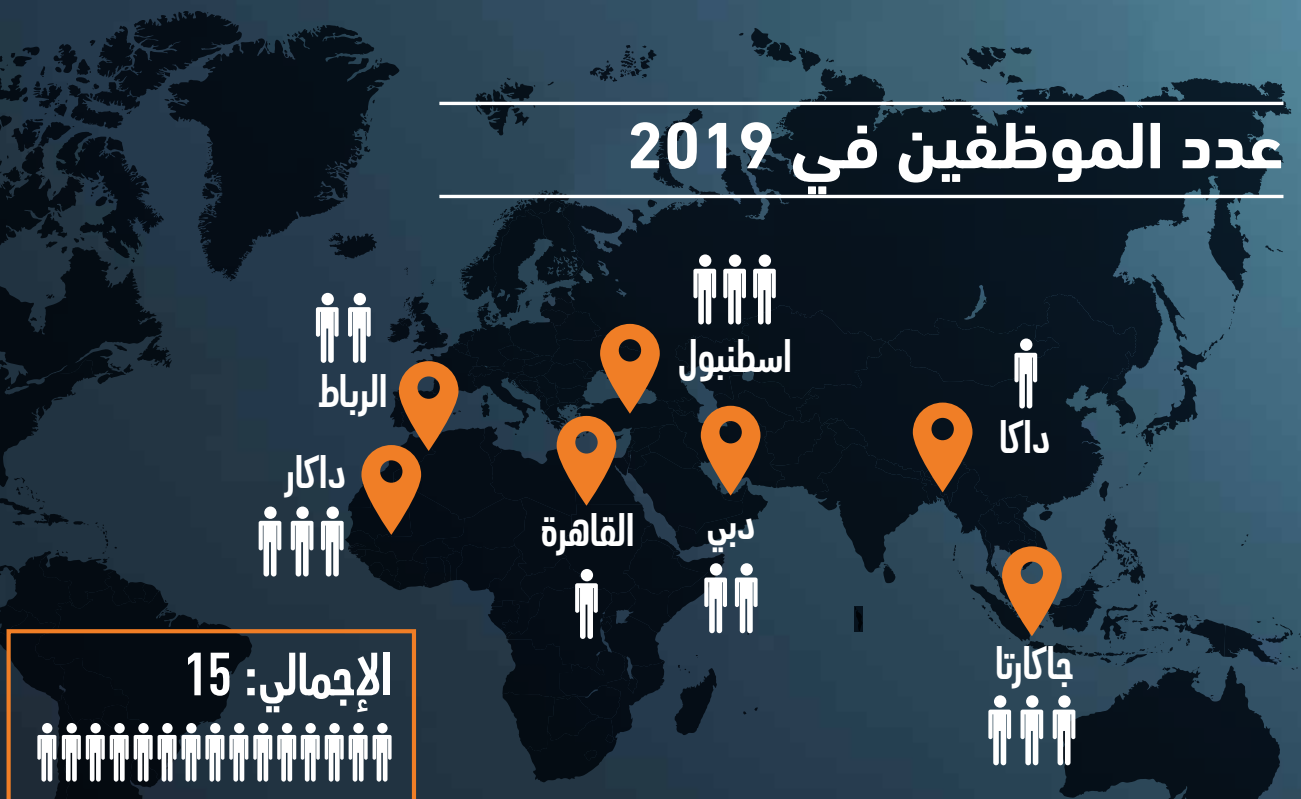 عدد الموظفين في 2019
اسطنبول
الرباط
داكا
داكار
القاهرة
دبي
جاكارتا
الإجمالي: 15